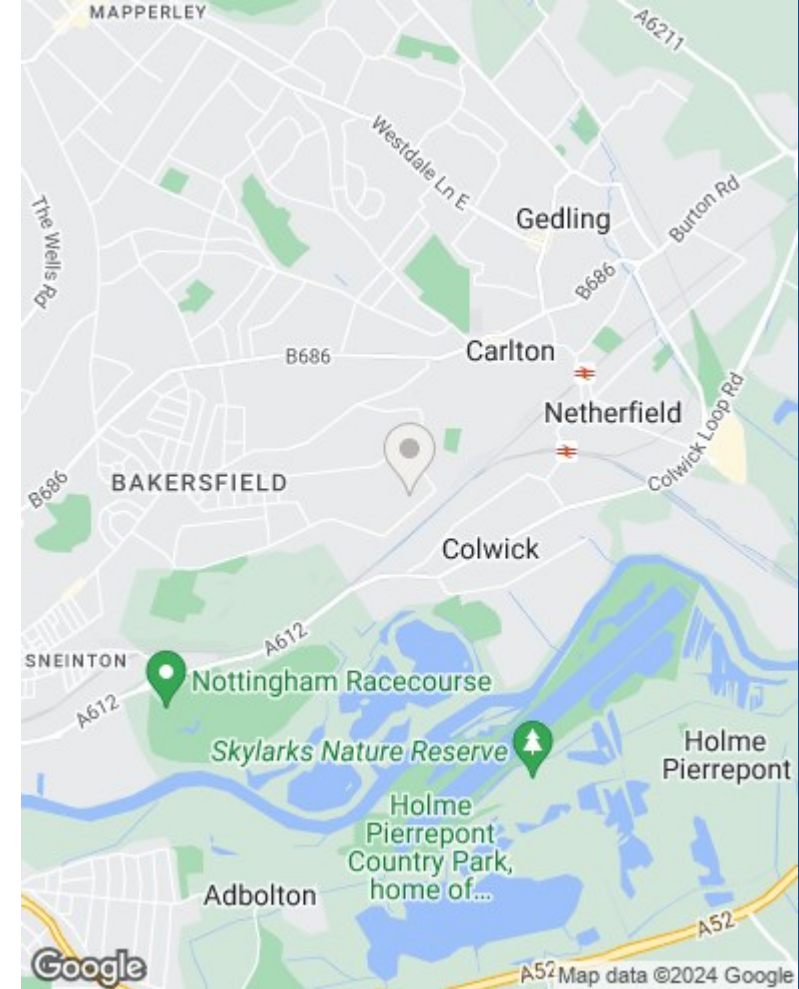 MAPPERLEY
A6211
Westdale Ln E
The Wells Rd
Gedling
Burton Rd
B686
B686
Carlton
Netherfield
Colwick Loop Rd
BAKERSFIELD
B686
Colwick
A612
SNEINTON
Nottingham Racecourse
A612
Skylarks Nature Reserve
Holme
Pierrepont
Holme
Pierrepont
Country Park,
home of...
Adbolton
A52
A52
Google
Map data ©2024 Google